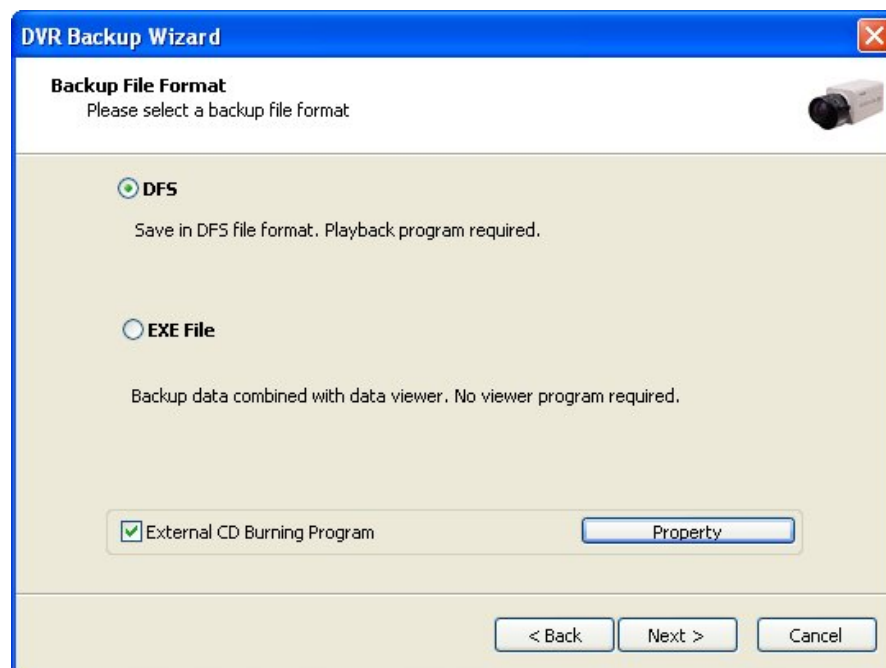 DVR Backup Wizard
Backup File Format
Please select a backup file format
DFS
Save in DFS file format. Playback program required.
EXE File
Backup data combined with data viewer. No viewer program required.
External CD Burning Program
Property
< Back
Next >
Cancel